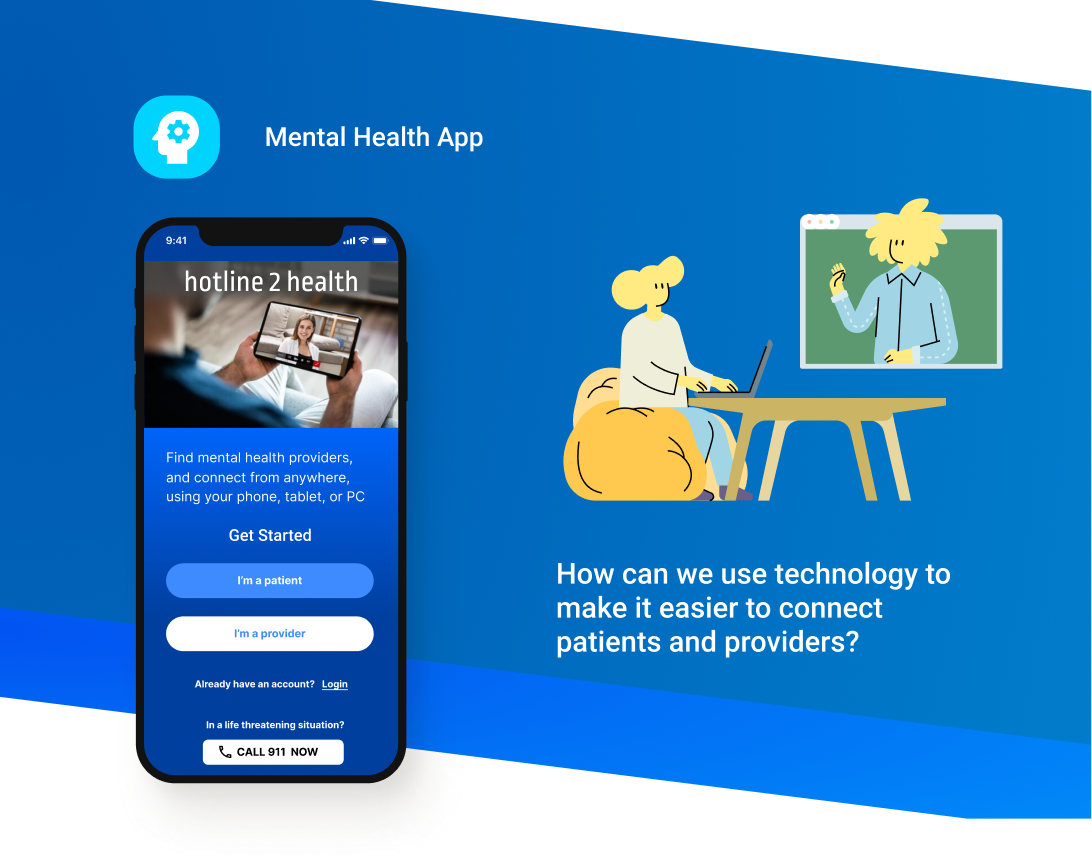 Mental Health App
9:41
hotline 2 health
Find mental health providers,
and connect from anywhere,
using your phone, tablet, or PC
Get Started
I'm a patient
I'm a provider
Already have an account? Login
In a life threatening situation?
CALL 911 NOW
How can we use technology to
make it easier to connect
patients and providers?